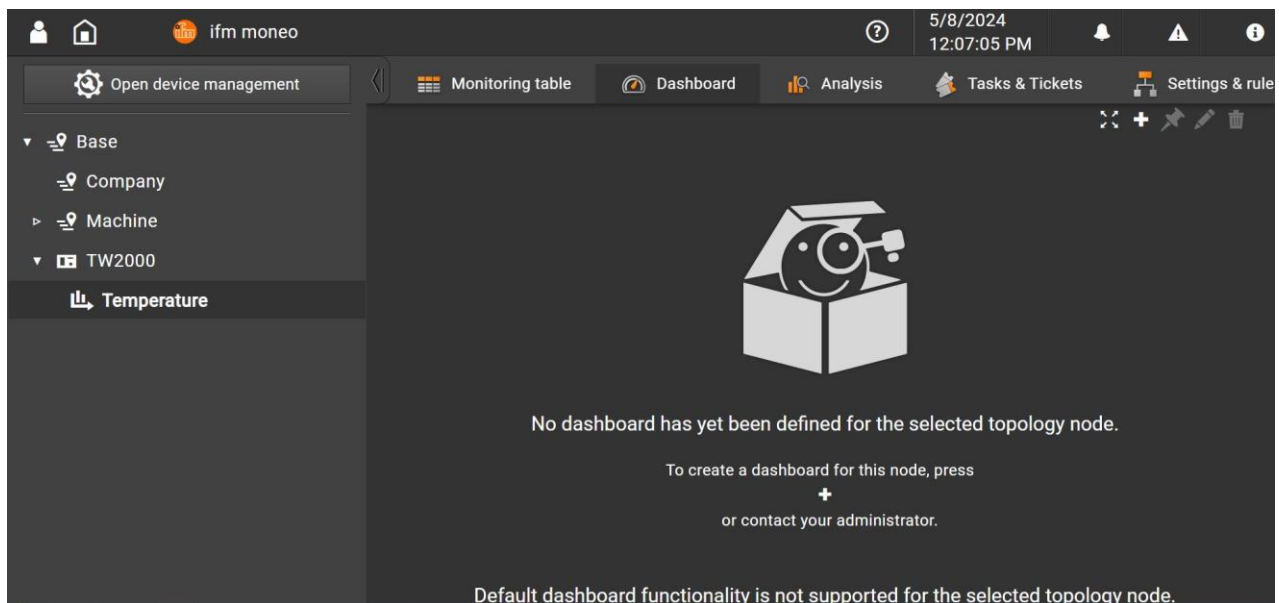 ifm moneo
5/8/2024
12:07:05 PM
Open device management
Monitoring table
Dashboard
Analysis
Tasks & Tickets
Settings & rule
Base
Company
Machine
TW2000
Temperature
No dashboard has yet been defined for the selected topology node.
To create a dashboard for this node, press
or contact your administrator.
Default dashboard functionality is not supported for the selected topology node.